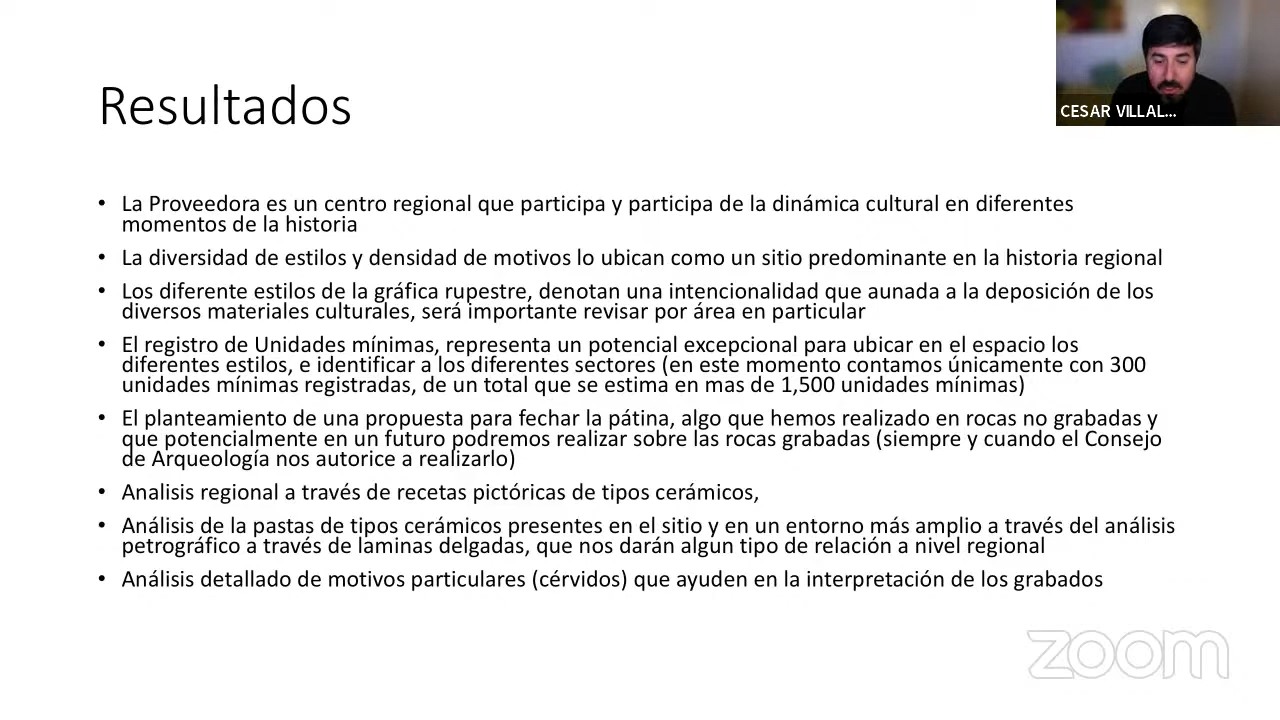 Resultados
CESAR VILLAL...
• La Proveedora es un centro regional que participa y participa de la dinámica cultural en diferentes
momentos de la historia
• La diversidad de estilos y densidad de motivos lo ubican como un sitio predominante en la historia regional
• Los diferente estilos de la gráfica rupestre, denotan una intencionalidad que aunada a la deposición de los
diversos materiales culturales, será importante revisar por área en particular
• El registro de Unidades mínimas, representa un potencial excepcional para ubicar en el espacio los
diferentes estilos, e identificar a los diferentes sectores (en este momento contamos únicamente con 300
unidades mínimas registradas, de un total que se estima en mas de 1,500 unidades mínimas)
• El planteamiento de una propuesta para fechar la pátina, algo que hemos realizado en rocas no grabadas y
que potencialmente en un futuro podremos realizar sobre las rocas grabadas (siempre y cuando el Consejo
de Arqueología nos autorice a realizarlo)
• Analisis regional a través de recetas pictóricas de tipos cerámicos,
• Análisis de la pastas de tipos cerámicos presentes en el sitio y en un entorno más amplio a través del análisis
petrográfico a través de laminas delgadas, que nos darán algun tipo de relación a nivel regional
• Análisis detallado de motivos particulares (cérvidos) que ayuden en la interpretación de los grabados
zoom